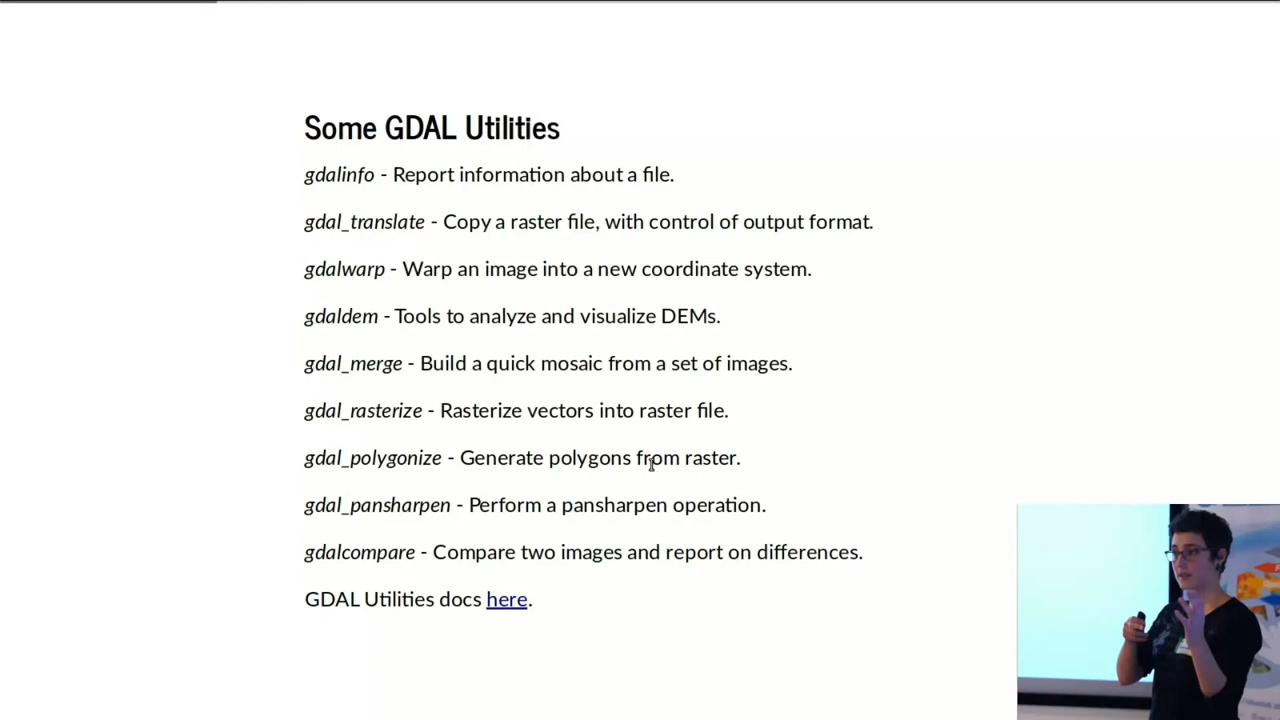 Some GDAL Utilities
gdalinfo - Report information about a file.
gdal_translate - Copy a raster file, with control of output format.
gdalwarp - Warp an image into a new coordinate system.
gdaldem - Tools to analyze and visualize DEMs.
gdal_merge - Build a quick mosaic from a set of images.
gdal_rasterize - Rasterize vectors into raster file.
gdal_polygonize - Generate polygons from raster.
gdal_pansharpen - Perform a pansharpen operation.
gdalcompare - Compare two images and report on differences.
GDAL Utilities docs here.